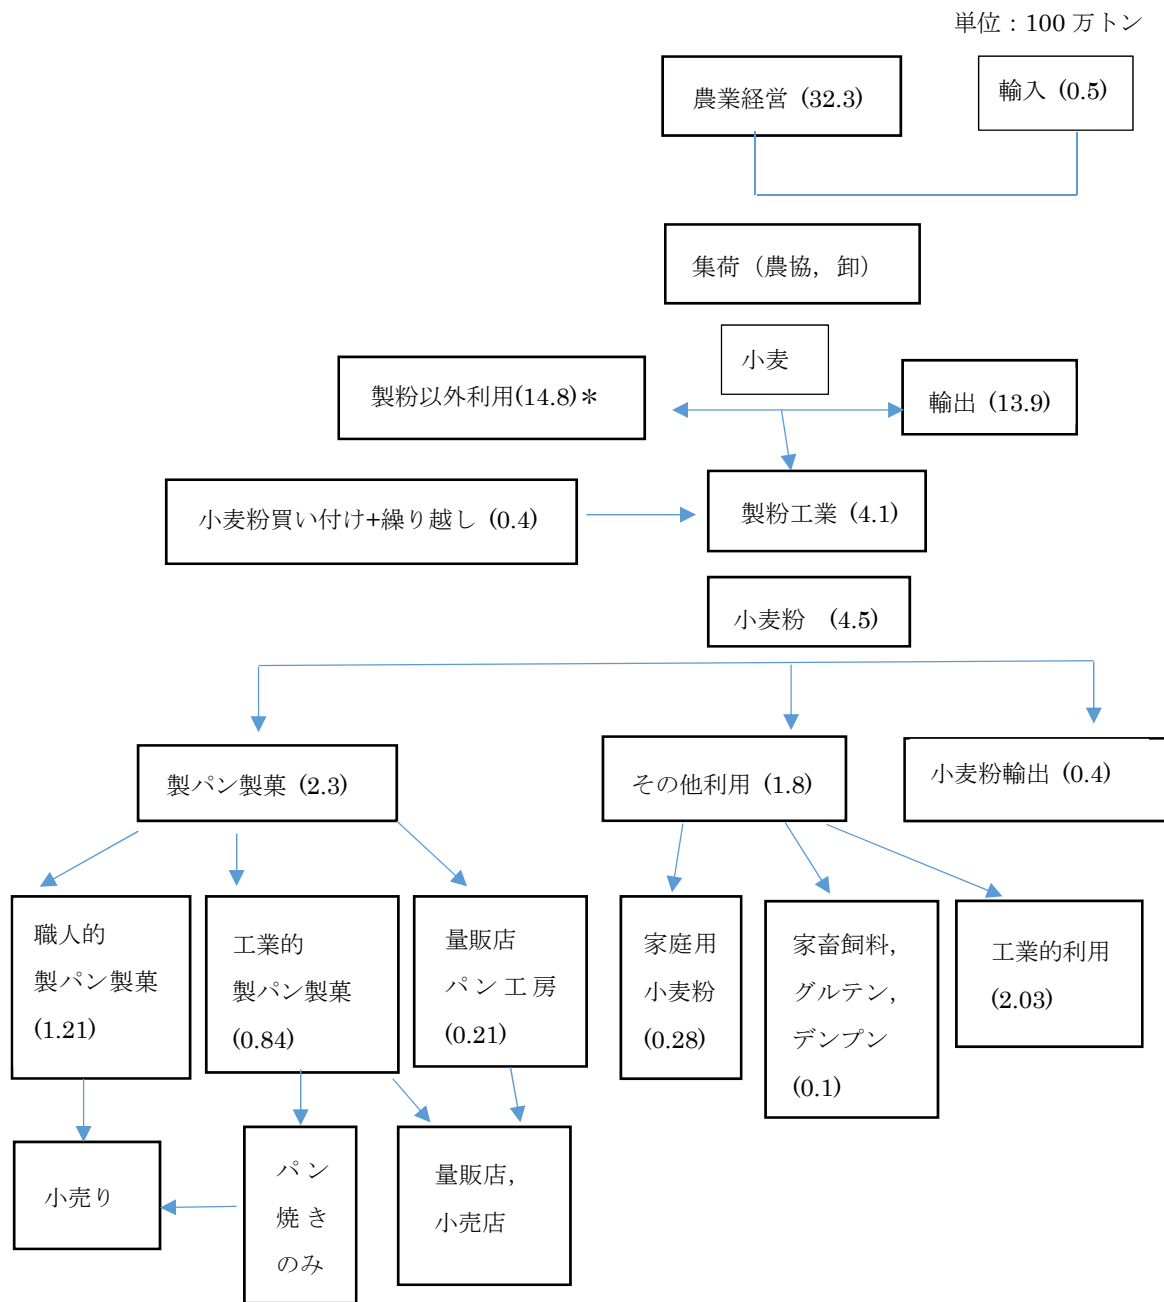 単位：100 万トン
農業経営 (32.3)
輸入 (0.5)
集荷（農協，卸）
小麦
製粉以外利用(14.8)＊
輸出 (13.9)
小麦粉買い付け+繰り越し (0.4)
製粉工業 (4.1)
小麦粉　(4.5)
製パン製菓 (2.3)
その他利用 (1.8)
小麦粉輸出 (0.4)
職人的
製パン製菓
(1.21)
工業的
製パン製菓
(0.84)
量販店
パン工房
(0.21)
家庭用
小麦粉
(0.28)
家畜飼料，
グルテン，
デンプン
(0.1)
工業的利用
(2.03)
小売り
パン
焼き
のみ
量販店，
小売店